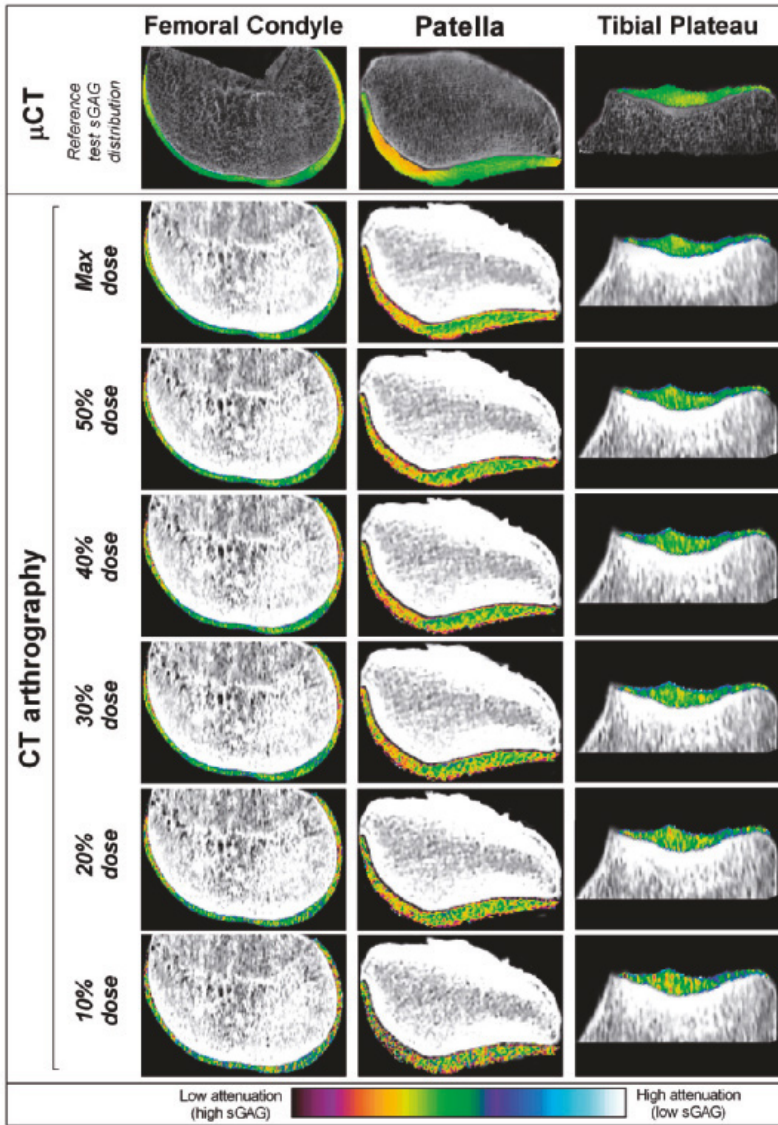 Femoral Condyle
Patella
Tibial Plateau
μCT
Reference
test sGAG
distribution
CT arthrography
Max
dose
50%
dose
40%
dose
30%
dose
20%
dose
10%
dose
Low attenuation
(high sGAG)
High attenuation
(low sGAG)